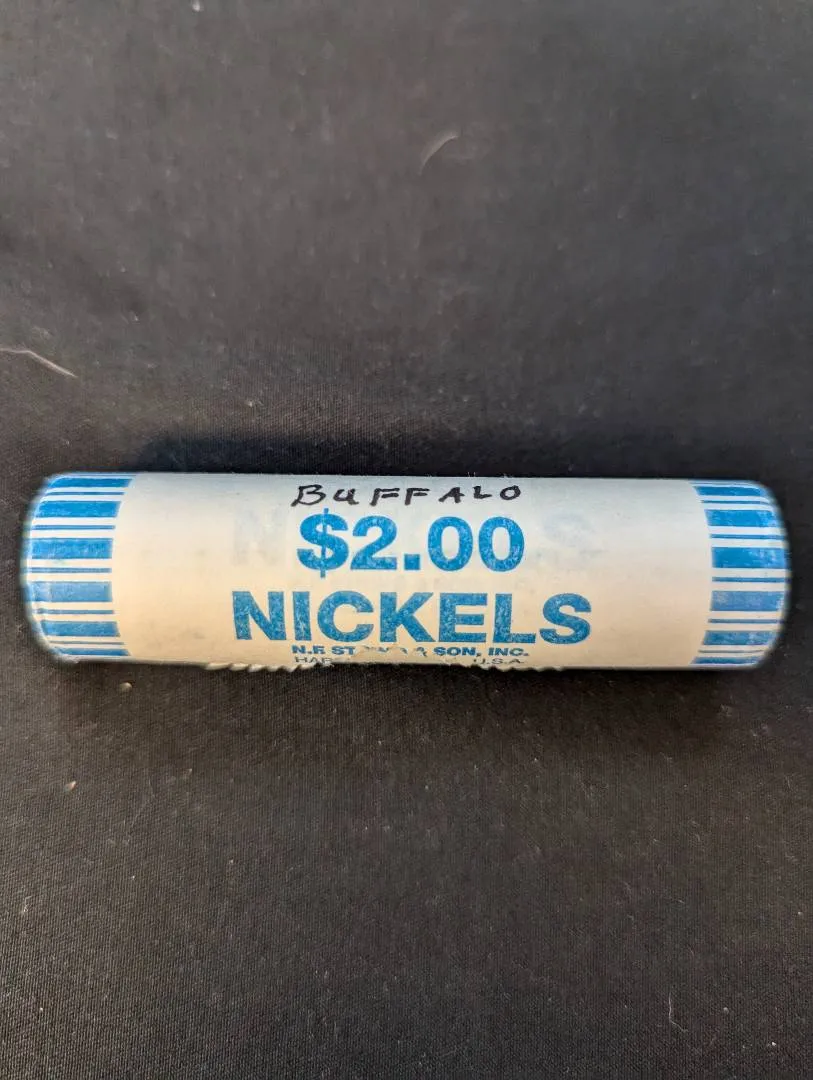 BUFFALO
$2.00
NICKELS
N.F. & SON, INC.
U.S.A.